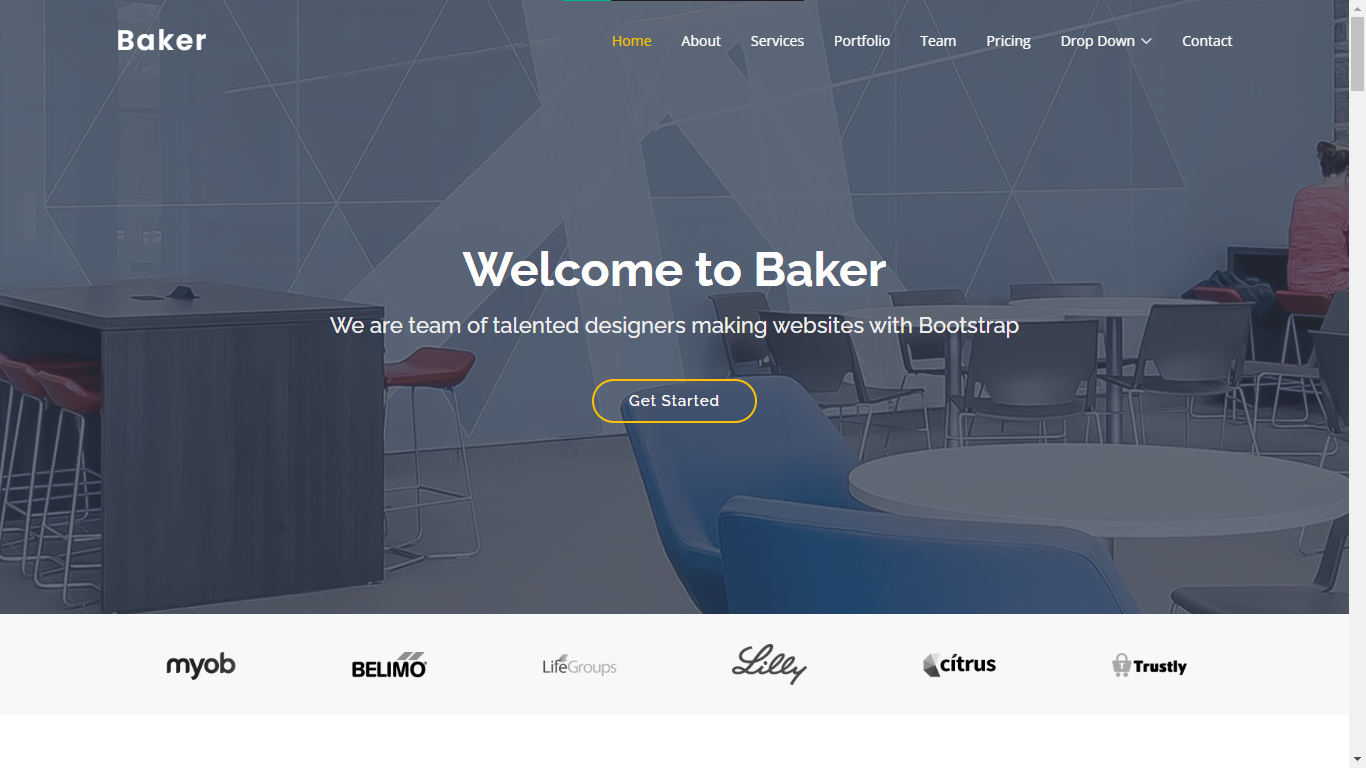 Baker
Home About Services Portfolio Team Pricing Drop Down Contact
Welcome to Baker
We are team of talented designers making websites with Bootstrap
Get Started
myob BELIMO LifeGroups Lilly cítrus Trustly